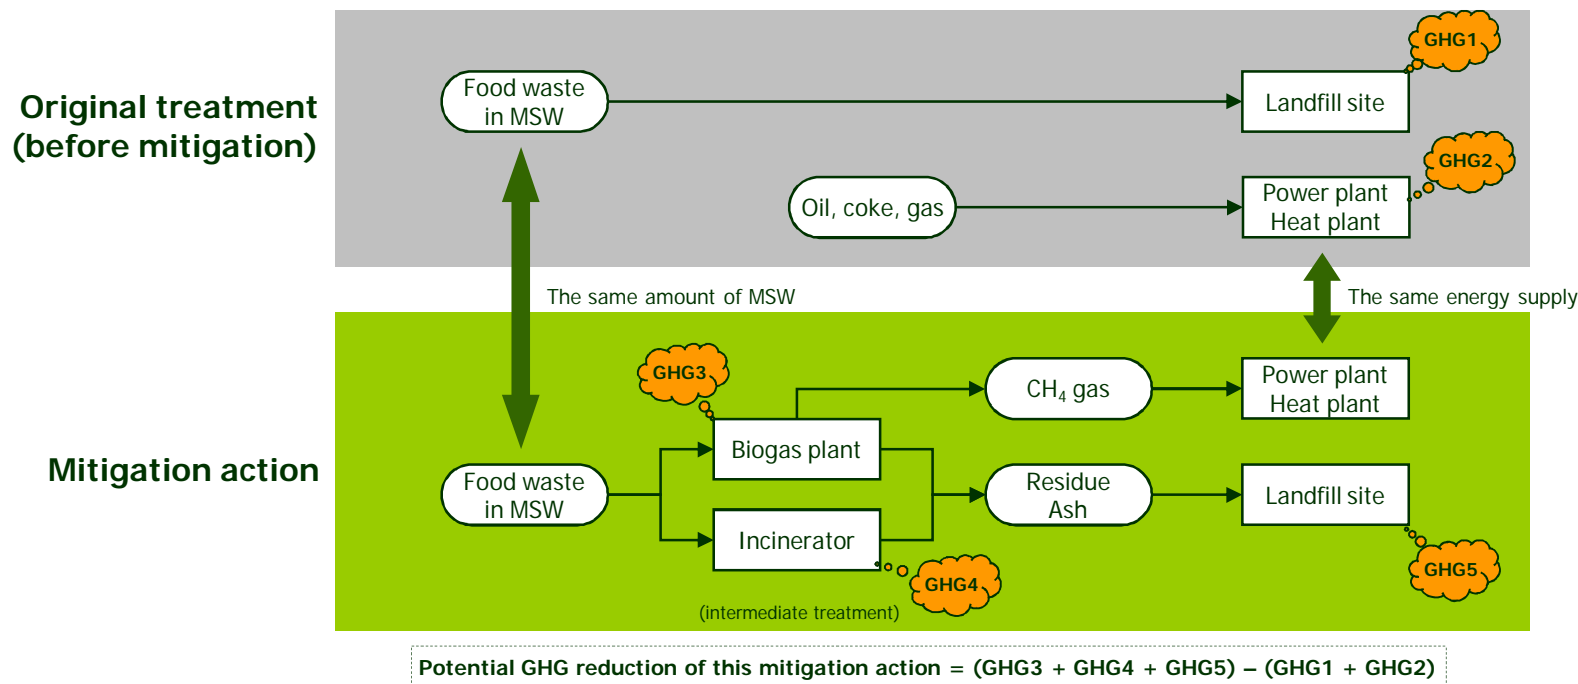 Original treatment
(before mitigation)
Food waste
in MSW
Landfill site
GHG1
Oil, coke, gas
Power plant
Heat plant
GHG2
The same amount of MSW
The same energy supply
Mitigation action
Food waste
in MSW
GHG3
Biogas plant
Incinerator
GHG4
(intermediate treatment)
CH₄ gas
Power plant
Heat plant
Residue
Ash
Landfill site
GHG5
Potential GHG reduction of this mitigation action = (GHG3 + GHG4 + GHG5) – (GHG1 + GHG2)